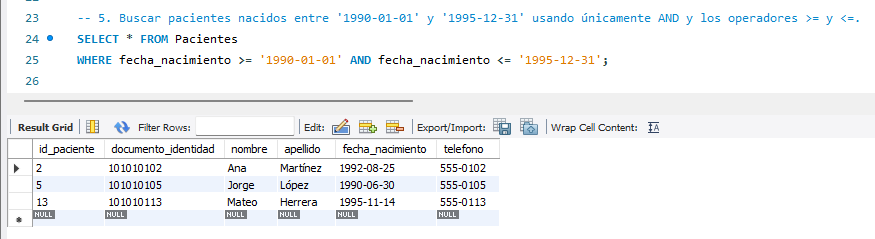 23 -- 5. Buscar pacientes nacidos entre '1990-01-01' y '1995-12-31' usando únicamente AND y los operadores >= y <=.
24 SELECT * FROM Pacientes
25 WHERE fecha_nacimiento >= '1990-01-01' AND fecha_nacimiento <= '1995-12-31';
26
Result Grid Filter Rows: Edit: Export/Import: Wrap Cell Content:
id_paciente documento_identidad nombre apellido fecha_nacimiento telefono
2 101010102 Ana Martínez 1992-08-25 555-0102
5 101010105 Jorge López 1990-06-30 555-0105
13 101010113 Mateo Herrera 1995-11-14 555-0113
NULL NULL NULL NULL NULL NULL